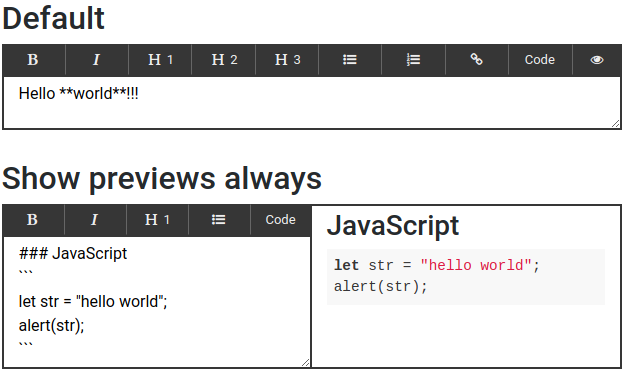 Default
B I H 1 H 2 H 3 Code
Hello **world**!!!
Show previews always
B I H 1 Code
### JavaScript
```
let str = "hello world";
alert(str);
```
JavaScript
let str = "hello world";
alert(str);